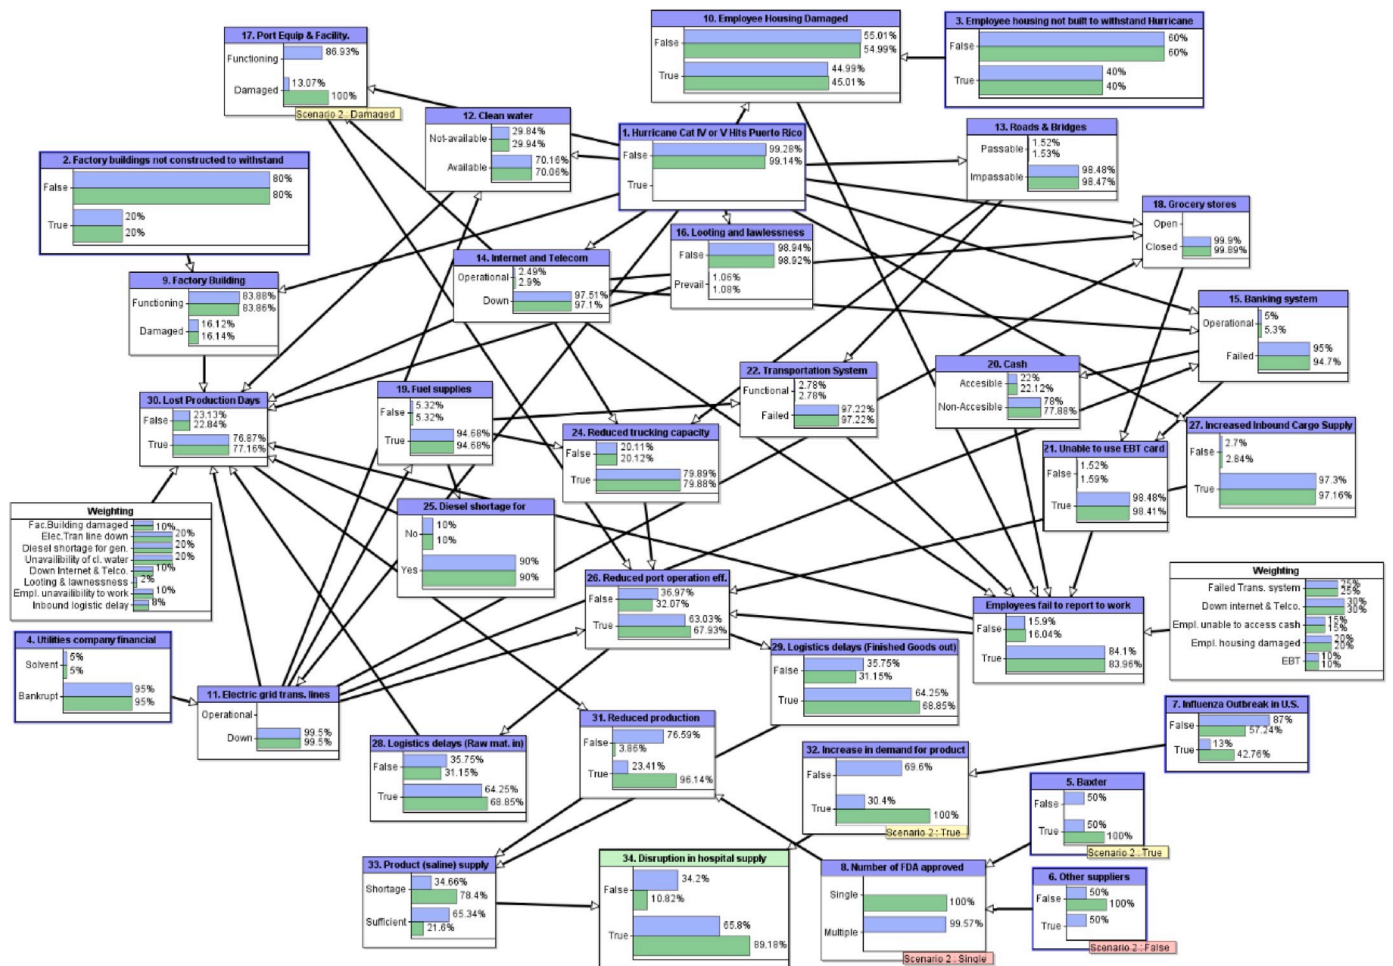 17. Port Equip & Facility.
Functioning
86.93%
Damaged
13.07%
100%
Scenario 2 : Damaged
10. Employee Housing Damaged
False
55.01%
54.99%
True
44.99%
45.01%
3. Employee housing not built to withstand Hurricane
False
60%
60%
True
40%
40%
12. Clean water
Not-available
29.84%
29.94%
Available
70.16%
70.06%
1. Hurricane Cat IV or V Hits Puerto Rico
False
99.28%
99.14%
True
13. Roads & Bridges
Passable
1.52%
1.53%
Impassable
98.48%
98.47%
2. Factory buildings not constructed to withstand
False
80%
80%
True
20%
20%
18. Grocery stores
Open
Closed
99.9%
99.89%
16. Looting and lawlessness
False
98.94%
98.92%
Prevail
1.06%
1.08%
14. Internet and Telecom
Operational
2.49%
2.9%
Down
97.51%
97.1%
9. Factory Building
Functioning
83.88%
83.86%
Damaged
16.12%
16.14%
15. Banking system
Operational
5%
5.3%
Failed
95%
94.7%
22. Transportation System
Functional
2.78%
2.78%
Failed
97.22%
97.22%
20. Cash
Accesible
22%
22.12%
Non-Accesible
78%
77.88%
19. Fuel supplies
False
5.32%
5.32%
True
94.68%
94.68%
30. Lost Production Days
False
23.13%
22.84%
True
76.87%
77.16%
24. Reduced trucking capacity
False
20.11%
20.12%
True
79.89%
79.88%
27. Increased Inbound Cargo Supply
False
2.7%
2.84%
True
97.3%
97.16%
21. Unable to use EBT card
False
1.52%
1.59%
True
98.48%
98.41%
25. Diesel shortage for
No
10%
10%
Yes
90%
90%
Weighting
Fac.Building damaged
10%
Elec.Tran line down
20%
Diesel shortage for gen.
20%
Unavailibility of cl. water
20%
Down Internet & Telco.
10%
Looting & lawnessness
2%
Empl. unavailibility to work
10%
Inbound logistic delay
8%
26. Reduced port operation eff.
False
36.97%
32.07%
True
63.03%
67.93%
Employees fail to report to work
False
15.9%
16.04%
True
84.1%
83.96%
Weighting
Failed Trans. system
25%
25%
Down internet & Telco.
30%
30%
Empl. unable to access cash
15%
15%
Empl. housing damaged
20%
20%
EBT
10%
10%
4. Utilities company financial
Solvent
5%
5%
Bankrupt
95%
95%
29. Logistics delays (Finished Goods out)
False
35.75%
31.15%
True
64.25%
68.85%
11. Electric grid trans. lines
Operational
Down
99.5%
99.5%
7. Influenza Outbreak in U.S.
False
87%
57.24%
True
13%
42.76%
31. Reduced production
False
76.59%
3.86%
True
23.41%
96.14%
28. Logistics delays (Raw mat. in)
False
35.75%
31.15%
True
64.25%
68.85%
32. Increase in demand for product
False
69.6%
True
30.4%
100%
Scenario 2 : True
5. Baxter
False
50%
True
50%
100%
Scenario 2 : True
33. Product (saline) supply
Shortage
34.66%
78.4%
Sufficient
65.34%
21.6%
34. Disruption in hospital supply
False
34.2%
10.82%
True
65.8%
89.18%
8. Number of FDA approved
Single
100%
Multiple
99.57%
Scenario 2 : Single
6. Other suppliers
False
50%
100%
True
50%
Scenario 2 : False